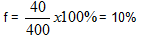 f = 40/400 x100% = 10%